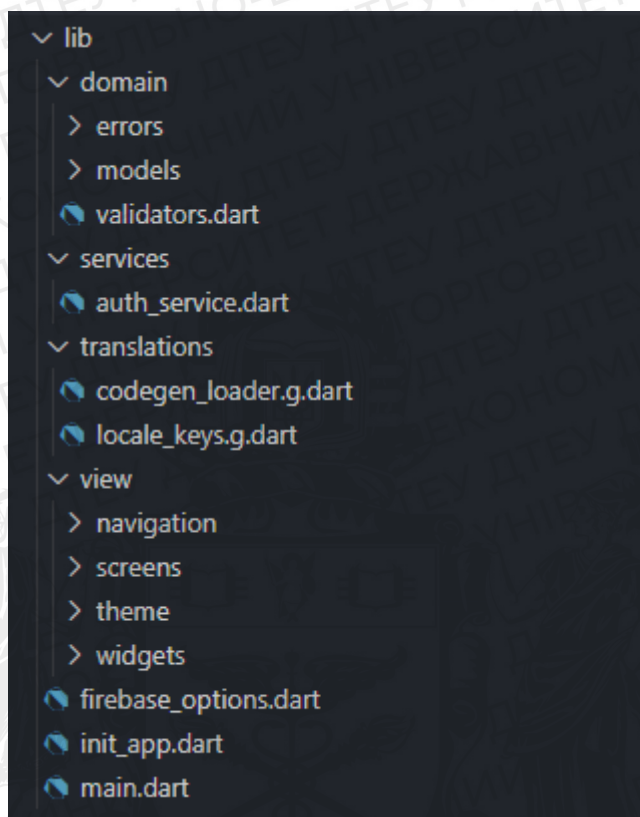 lib
domain
errors
models
validators.dart
services
auth_service.dart
translations
codegen_loader.g.dart
locale_keys.g.dart
view
navigation
screens
theme
widgets
firebase_options.dart
init_app.dart
main.dart